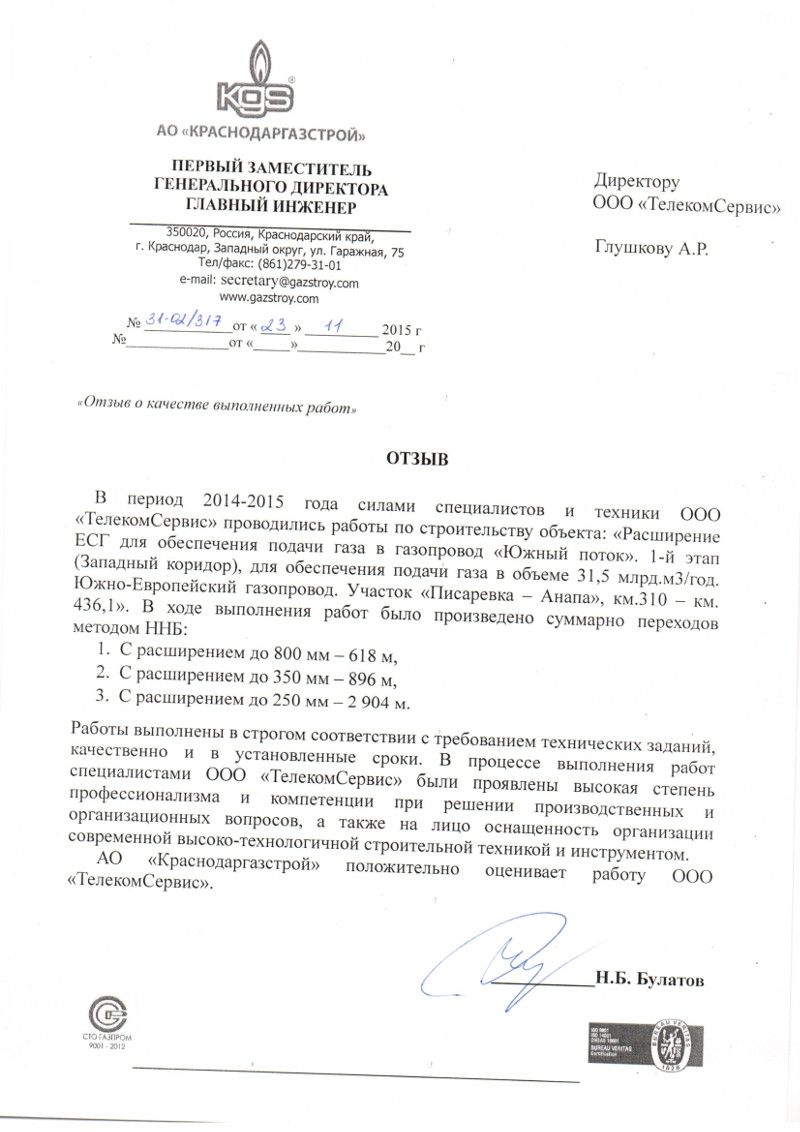 kgs®
АО «КРАСНОДАРГАЗСТРОЙ»
ПЕРВЫЙ ЗАМЕСТИТЕЛЬ
ГЕНЕРАЛЬНОГО ДИРЕКТОРА
ГЛАВНЫЙ ИНЖЕНЕР
350020, Россия, Краснодарский край,
г. Краснодар, Западный округ, ул. Гаражная, 75
Тел/факс: (861)279-31-01
e-mail: secretary@gazstroy.com
www.gazstroy.com
№ 31-02/317 от « 23 » 11 2015 г
№______________от «_____»____________20__ г
Директору
ООО «ТелекомСервис»
Глушкову А.Р.
«Отзыв о качестве выполненных работ»
ОТЗЫВ
В период 2014-2015 года силами специалистов и техники ООО
«ТелекомСервис» проводились работы по строительству объекта: «Расширение
ЕСГ для обеспечения подачи газа в газопровод «Южный поток». 1-й этап
(Западный коридор), для обеспечения подачи газа в объеме 31,5 млрд.м3/год.
Южно-Европейский газопровод. Участок «Писаревка – Анапа», км.310 – км.
436,1». В ходе выполнения работ было произведено суммарно переходов
методом ННБ:
1. С расширением до 800 мм – 618 м,
2. С расширением до 350 мм – 896 м,
3. С расширением до 250 мм – 2 904 м.
Работы выполнены в строгом соответствии с требованием технических заданий,
качественно и в установленные сроки. В процессе выполнения работ
специалистами ООО «ТелекомСервис» были проявлены высокая степень
профессионализма и компетенции при решении производственных и
организационных вопросов, а также на лицо оснащенность организации
современной высоко-технологичной строительной техникой и инструментом.
АО «Краснодаргазстрой» положительно оценивает работу ООО
«ТелекомСервис».
Н.Б. Булатов
СТО ГАЗПРОМ
9001 - 2012
ISO 9001
ISO 14001
OHSAS 18001
BUREAU VERITAS
Certification
BUREAU VERITAS
1828